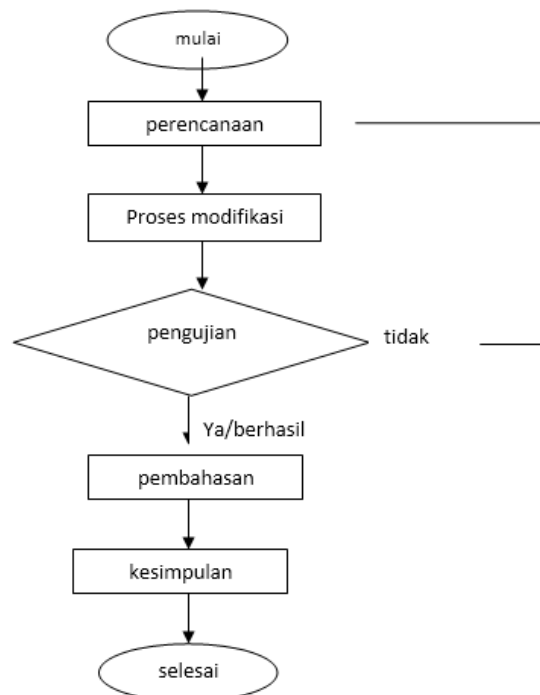 mulai
perencanaan
Proses modifikasi
pengujian
tidak
Ya/berhasil
pembahasan
kesimpulan
selesai